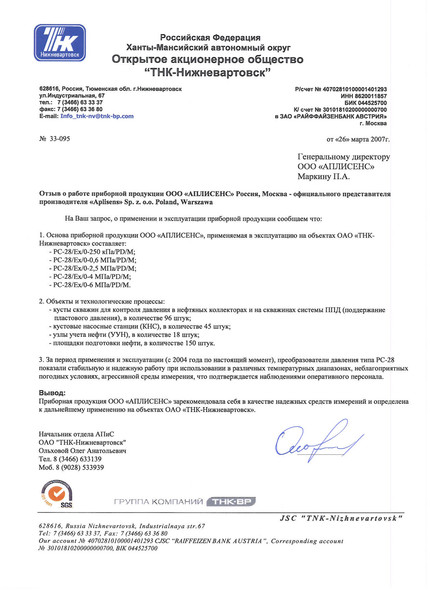 ТНК
Нижневартовск
Российская Федерация
Ханты-Мансийский автономный округ
Открытое акционерное общество
"ТНК-Нижневартовск"
628616, Россия, Тюменская обл. г.Нижневартовск
ул.Индустриальная, 67
тел.: 7 (3466) 63 33 37
факс: 7 (3466) 63 36 80
E-mail: Info_tnk-nv@tnk-bp.com
Р/счет № 40702810100001401293
ИНН 8620011857
БИК 044525700
К/ счет № 30101810200000000700
в ЗАО «РАЙФФАЙЗЕНБАНК АВСТРИЯ»
г. Москва
№ 33-095
от «26» марта 2007г.
Генеральному директору
ООО «АПЛИСЕНС»
Маркину П.А.
Отзыв о работе приборной продукции ООО «АПЛИСЕНС» Россия, Москва - официального представителя
производителя «Aplisens» Sp. z. o.o. Poland, Warszawa
На Ваш запрос, о применении и эксплуатации приборной продукции сообщаем что:
1. Основа приборной продукции ООО «АПЛИСЕНС», применяемая в эксплуатацию на объектах ОАО «ТНК-
Нижневартовск» составляет:
- PC-28/Ex/0-250 кПа/PD/M;
- PC-28/Ex/0-0,6 МПа/PD/M;
- PC-28/Ex/0-2,5 МПа/PD/M;
- PC-28/Ex/0-4 МПа/PD/M;
- PC-28/Ex/0-6 МПа/PD/M.
2. Объекты и технологические процессы:
- кусты скважин для контроля давления в нефтяных коллекторах и на скважинах системы ППД (поддержание
пластового давления), в количестве 96 штук;
- кустовые насосные станции (КНС), в количестве 45 штук;
- узлы учета нефти (УУН), в количестве 18 штук;
- площадки подготовки нефти, в количестве 150 штук.
3. За период применения и эксплуатации (с 2004 года по настоящий момент), преобразователи давления типа РС-28
показали стабильную и надежную работу при использовании в различных температурных диапазонах, неблагоприятных
погодных условиях, агрессивной среды измерения, что подтверждается наблюдениями оперативного персонала.
Вывод:
Приборная продукция ООО «АПЛИСЕНС» зарекомендовала себя в качестве надежных средств измерений и определена
к дальнейшему применению на объектах ОАО «ТНК-Нижневартовск».
Начальник отдела АПиС
ОАО "ТНК-Нижневартовск"
Ольховой Олег Анатольевич
Тел. 8 (3466) 633139
Моб. 8 (9028) 533939
SGS
ГРУППА КОМПАНИЙ ТНК-ВР
JSC "TNK-Nizhnevartovsk"
628616, Russia Nizhnevartovsk, Industrialnaya str.67
Tel: 7 (3466) 63 33 37, Fax: 7 (3466) 63 36 80
Our account № 40702810100001401293 CJSC "RAIFFEIZEN BANK AUSTRIA", Corresponding account
№ 30101810200000000700, BIK 044525700